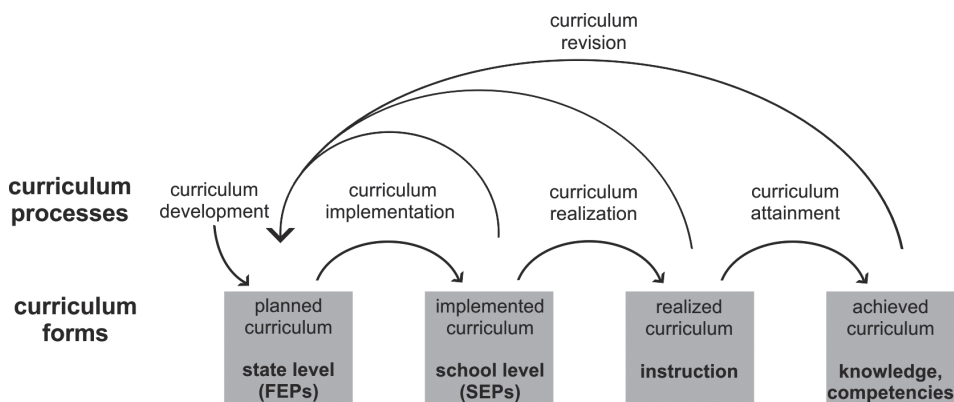 curriculum
revision
curriculum
processes
curriculum
development
curriculum
implementation
curriculum
realization
curriculum
attainment
curriculum
forms
planned
curriculum
state level
(FEPs)
implemented
curriculum
school level
(SEPs)
realized
curriculum
instruction
achieved
curriculum
knowledge,
competencies